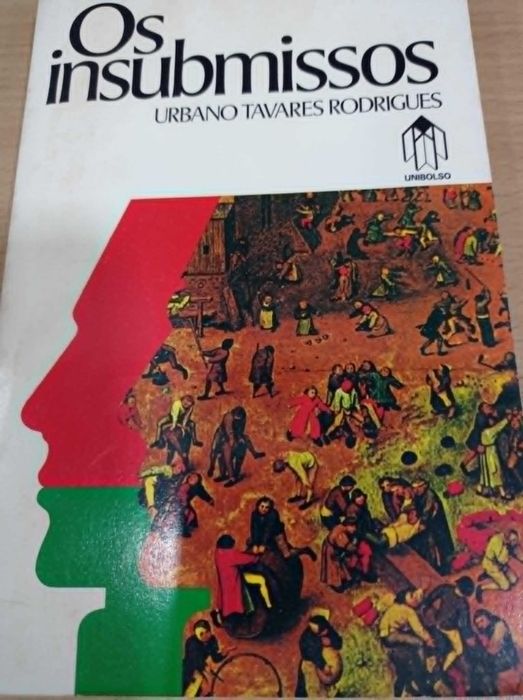 Os
insubmissos
URBANO TAVARES RODRIGUES
UNIBOLSO